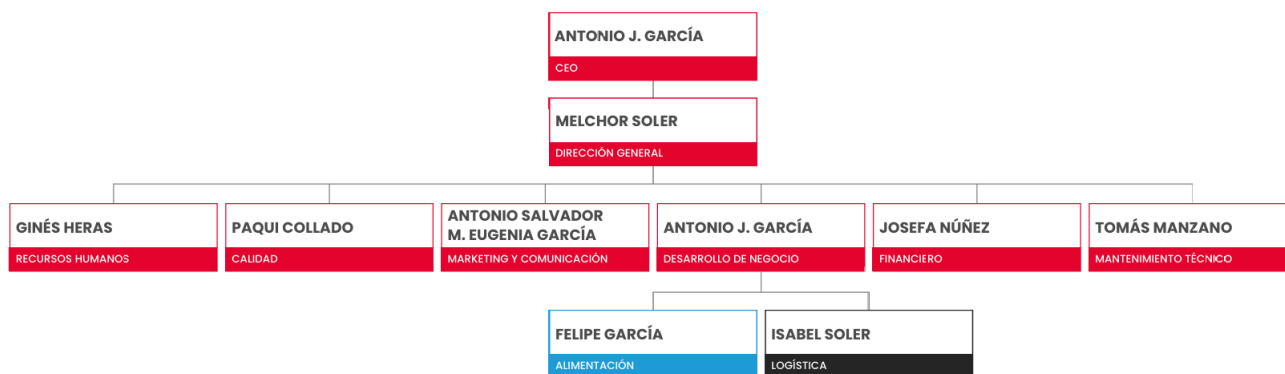 ANTONIO J. GARCÍA
CEO
MELCHOR SOLER
DIRECCIÓN GENERAL
GINÉS HERAS
RECURSOS HUMANOS
PAQUI COLLADO
CALIDAD
ANTONIO SALVADOR
M. EUGENIA GARCÍA
MARKETING Y COMUNICACIÓN
ANTONIO J. GARCÍA
DESARROLLO DE NEGOCIO
JOSEFA NÚÑEZ
FINANCIERO
TOMÁS MANZANO
MANTENIMIENTO TÉCNICO
FELIPE GARCÍA
ALIMENTACIÓN
ISABEL SOLER
LOGÍSTICA